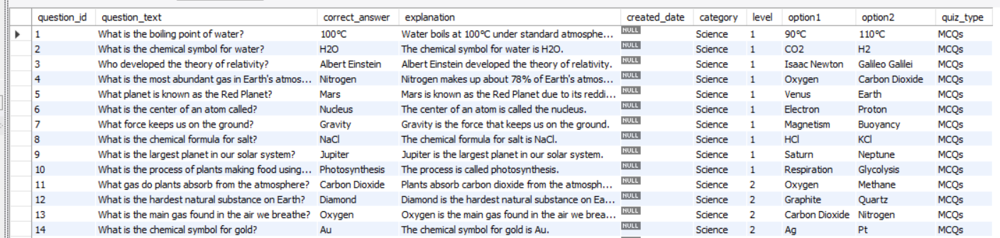 question_id question_text correct_answer explanation created_date category level option1 option2 quiz_type
1 What is the boiling point of water? 100°C Water boils at 100°C under standard atmosphe... NULL Science 1 90°C 110°C MCQs
2 What is the chemical symbol for water? H2O The chemical symbol for water is H2O. NULL Science 1 CO2 H2 MCQs
3 Who developed the theory of relativity? Albert Einstein Albert Einstein developed the theory of relativity. NULL Science 1 Isaac Newton Galileo Galilei MCQs
4 What is the most abundant gas in Earth's atmos... Nitrogen Nitrogen makes up about 78% of Earth's atmos... NULL Science 1 Oxygen Carbon Dioxide MCQs
5 What planet is known as the Red Planet? Mars Mars is known as the Red Planet due to its reddi... NULL Science 1 Venus Earth MCQs
6 What is the center of an atom called? Nucleus The center of an atom is called the nucleus. NULL Science 1 Electron Proton MCQs
7 What force keeps us on the ground? Gravity Gravity is the force that keeps us on the ground. NULL Science 1 Magnetism Buoyancy MCQs
8 What is the chemical formula for salt? NaCl The chemical formula for salt is NaCl. NULL Science 1 HCl KCl MCQs
9 What is the largest planet in our solar system? Jupiter Jupiter is the largest planet in our solar system. NULL Science 1 Saturn Neptune MCQs
10 What is the process of plants making food using... Photosynthesis The process is called photosynthesis. NULL Science 1 Respiration Glycolysis MCQs
11 What gas do plants absorb from the atmosphere? Carbon Dioxide Plants absorb carbon dioxide from the atmosph... NULL Science 2 Oxygen Methane MCQs
12 What is the hardest natural substance on Earth? Diamond Diamond is the hardest natural substance on Ea... NULL Science 2 Graphite Quartz MCQs
13 What is the main gas found in the air we breathe? Oxygen Oxygen is the main gas found in the air we brea... NULL Science 2 Carbon Dioxide Nitrogen MCQs
14 What is the chemical symbol for gold? Au The chemical symbol for gold is Au. NULL Science 2 Ag Pt MCQs